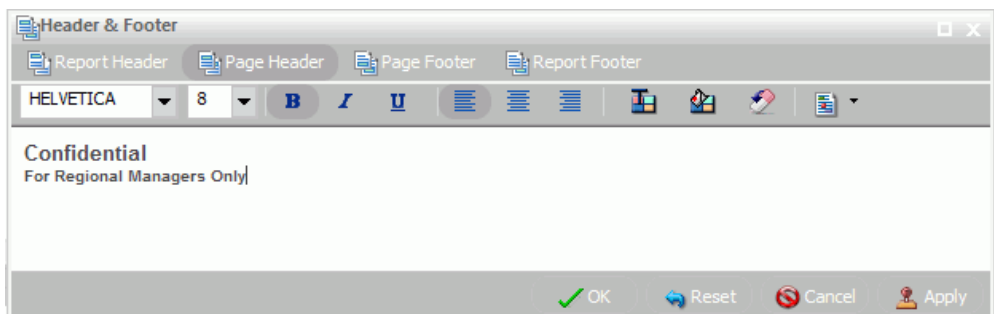 Header & Footer
Report Header Page Header Page Footer Report Footer
HELVETICA 8 B I U
Confidential
For Regional Managers Only
OK Reset Cancel Apply